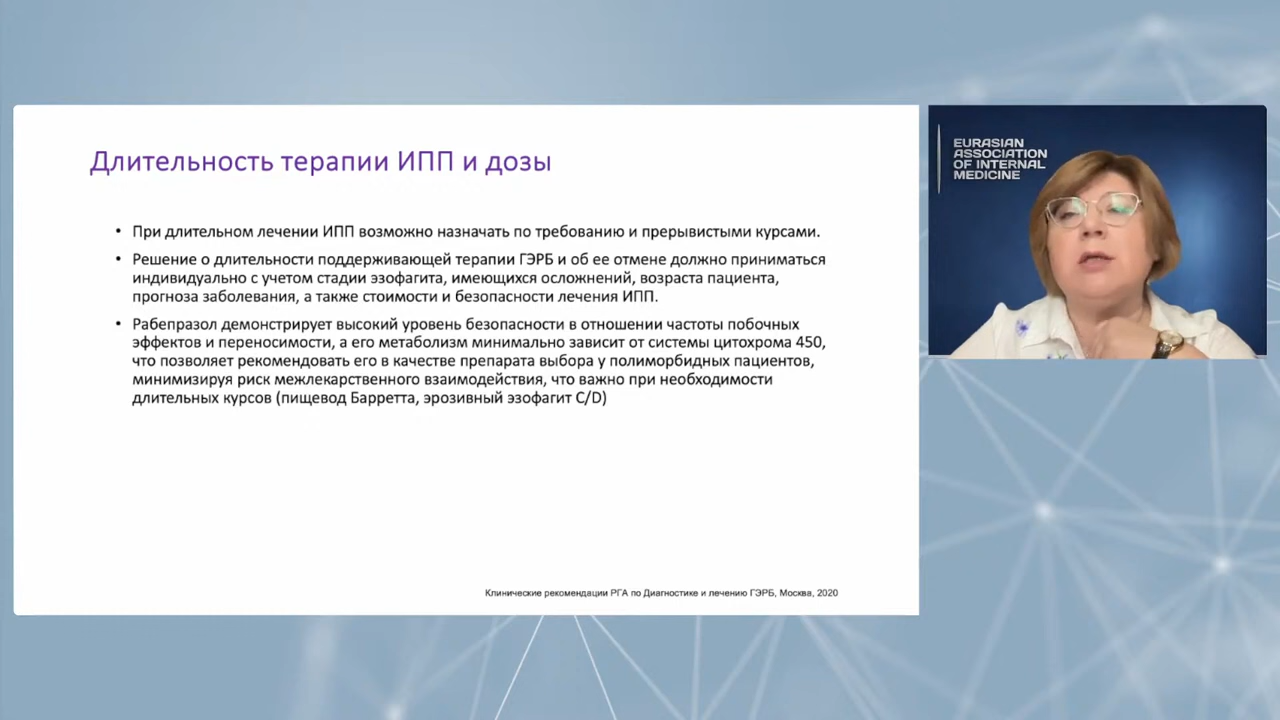 Длительность терапии ИПП и дозы
• При длительном лечении ИПП возможно назначать по требованию и прерывистыми курсами.
• Решение о длительности поддерживающей терапии ГЭРБ и об ее отмене должно приниматься
индивидуально с учетом стадии эзофагита, имеющихся осложнений, возраста пациента,
прогноза заболевания, а также стоимости и безопасности лечения ИПП.
• Рабепразол демонстрирует высокий уровень безопасности в отношении частоты побочных
эффектов и переносимости, а его метаболизм минимально зависит от системы цитохрома 450,
что позволяет рекомендовать его в качестве препарата выбора у полиморбидных пациентов,
минимизируя риск межлекарственного взаимодействия, что важно при необходимости
длительных курсов (пищевод Барретта, эрозивный эзофагит C/D)
Клинические рекомендации РГА по Диагностике и лечению ГЭРБ, Москва, 2020
EURASIAN
ASSOCIATION
OF INTERNAL
MEDICINE